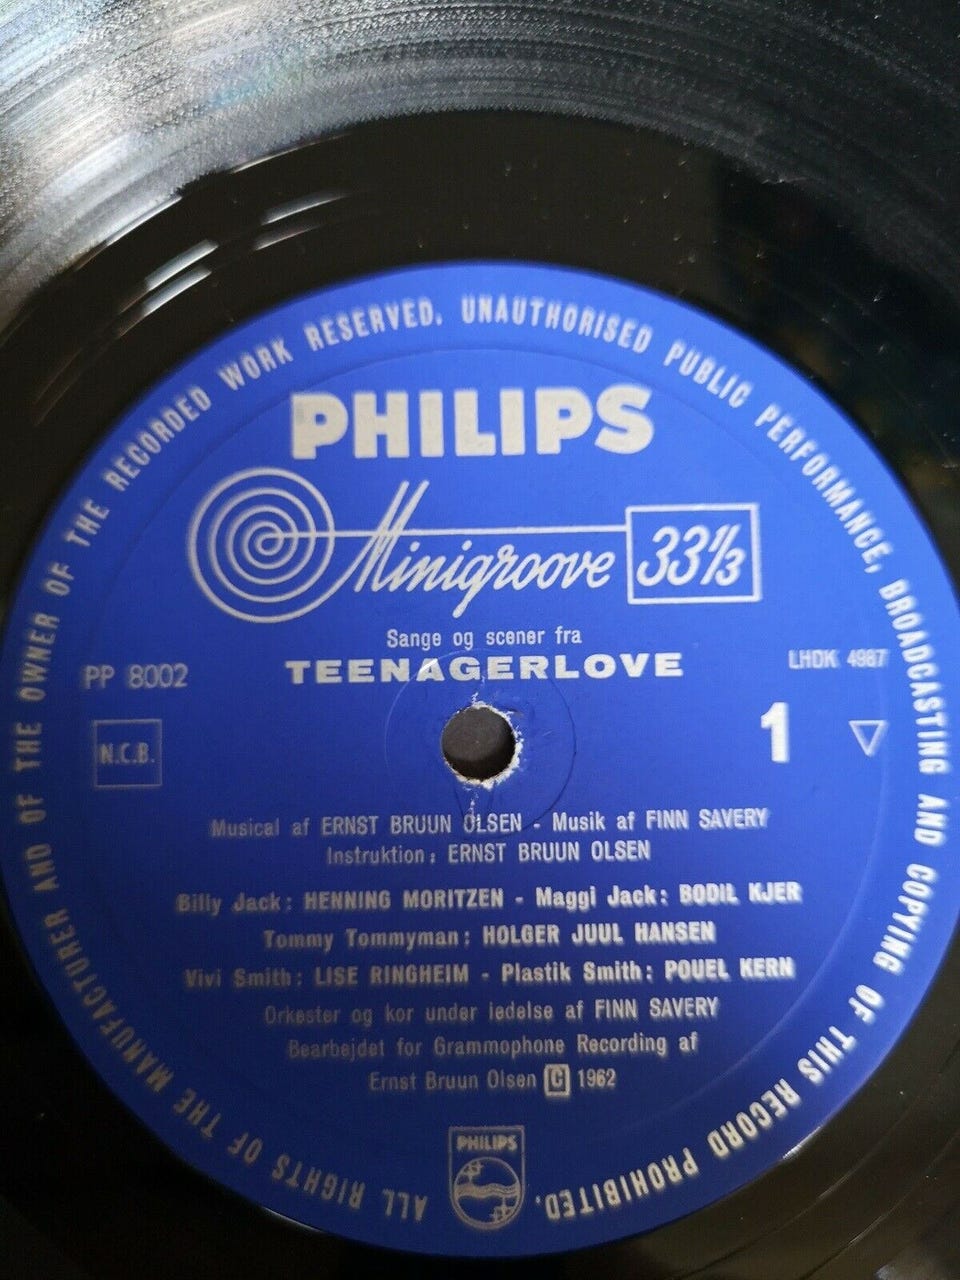 ALL RIGHTS OF THE MANUFACTURER AND OF THE OWNER OF THE RECORDED WORK RESERVED. UNAUTHORISED PUBLIC PERFORMANCE, BROADCASTING AND COPYING OF THIS RECORD PROHIBITED.
PHILIPS
Minigroove 33⅓
Sange og scener fra
TEENAGERLOVE
PP 8002
LHDK 4987
N.C.B.
1
Musical af ERNST BRUUN OLSEN - Musik af FINN SAVERY
Instruktion: ERNST BRUUN OLSEN
Billy Jack: HENNING MORITZEN - Maggi Jack: BODIL KJER
Tommy Tommyman: HOLGER JUUL HANSEN
Vivi Smith: LISE RINGHEIM - Plastik Smith: POUEL KERN
Orkester og kor under ledelse af FINN SAVERY
Bearbejdet for Grammophone Recording af
Ernst Bruun Olsen C 1962
PHILIPS